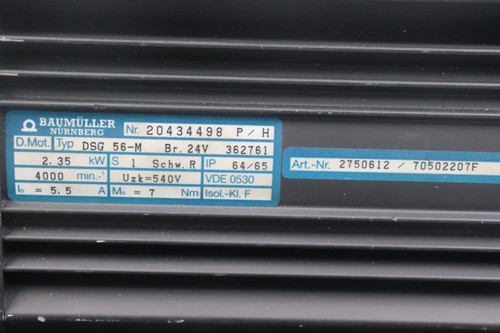 BAUMÜLLER
NÜRNBERG
Nr. 20434498 P/H
D.Mot. Typ DSG 56-M Br. 24V 362761
2.35 kW S 1 Schw.R IP 64/65
4000 min.-¹ Uzk=540V VDE 0530
I₀ = 5.5 A M₀ = 7 Nm Isol.-Kl. F
Art.-Nr. 2750612 / 70502207F